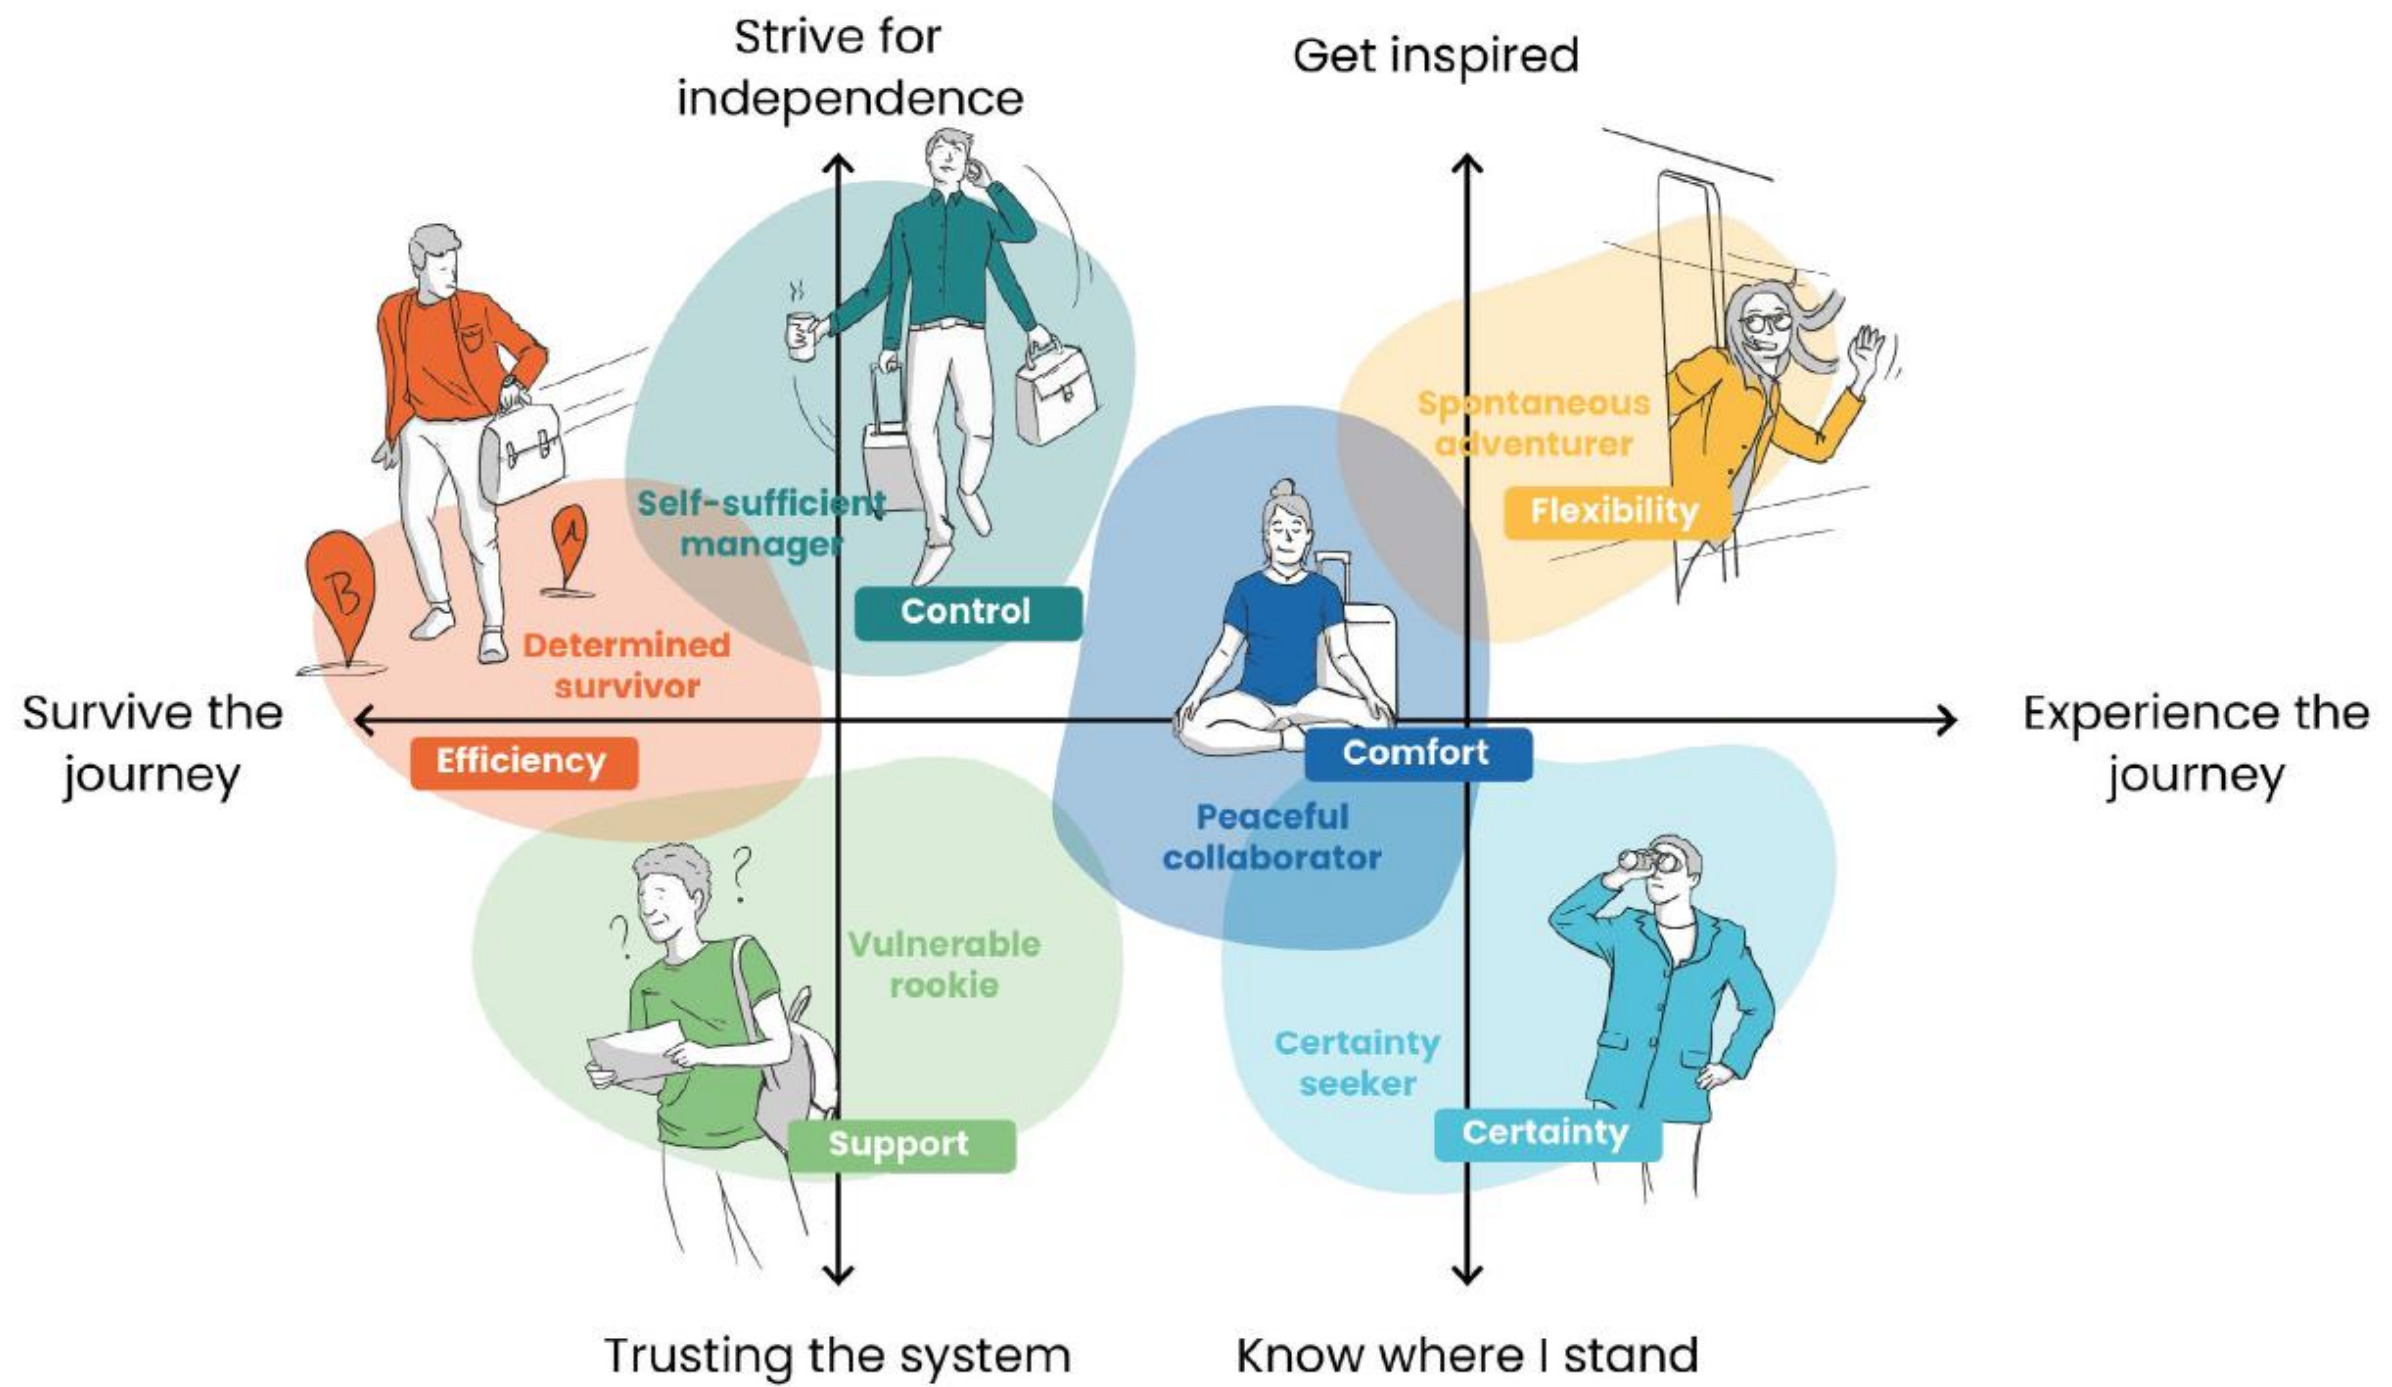 Strive for
independence
Get inspired
Spontaneous
adventurer
Flexibility
Self-sufficient
manager
Control
A
B
Determined
survivor
Efficiency
Survive the
journey
Experience the
journey
Comfort
Peaceful
collaborator
?
?
Vulnerable
rookie
Support
Certainty
seeker
Certainty
Trusting the system
Know where I stand